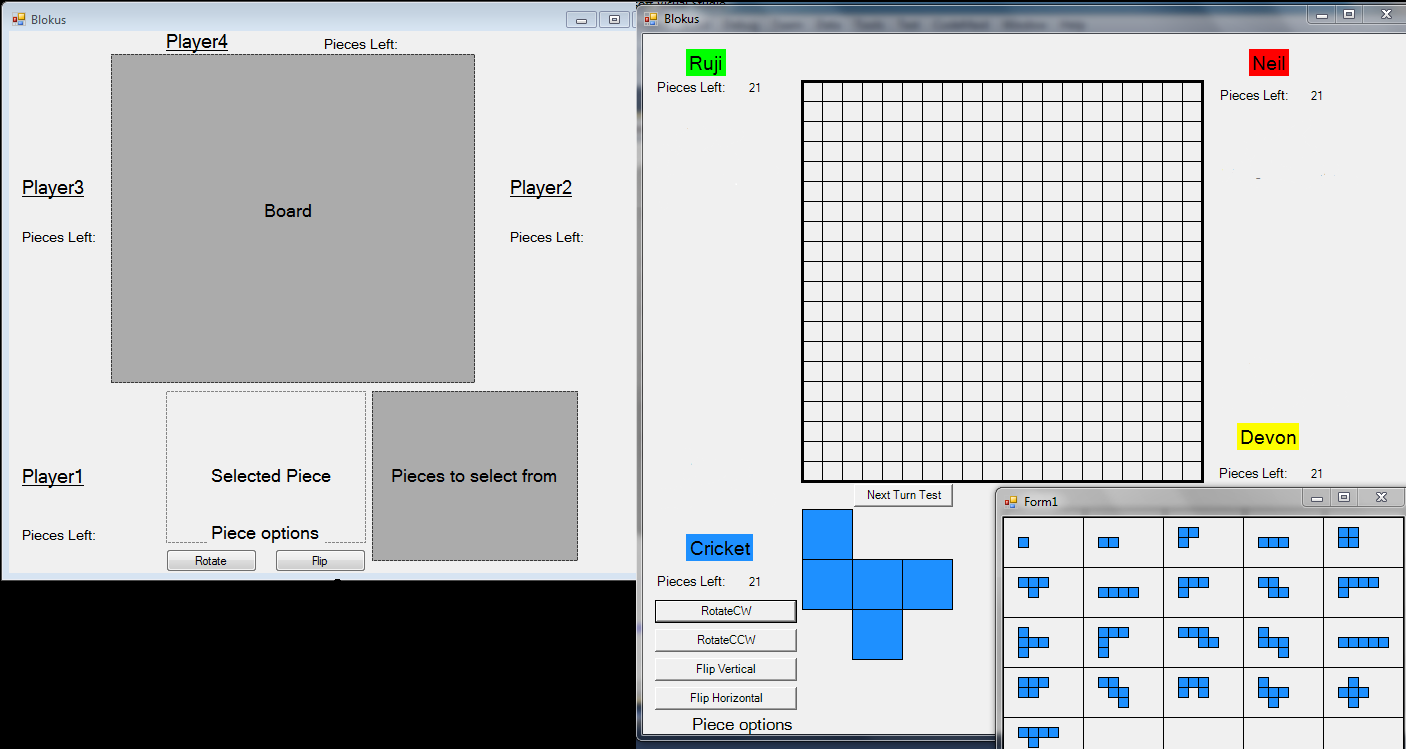 Blokus
Player4 Pieces Left:
Player3
Board
Player2
Pieces Left:
Pieces Left:
Player1
Selected Piece
Pieces to select from
Piece options
Pieces Left:
Rotate Flip
Blokus
Ruji
Pieces Left: 21
Neil
Pieces Left: 21
Devon
Pieces Left: 21
Next Turn Test
Cricket
Pieces Left: 21
RotateCW
RotateCCW
Flip Vertical
Flip Horizontal
Piece options
Form1